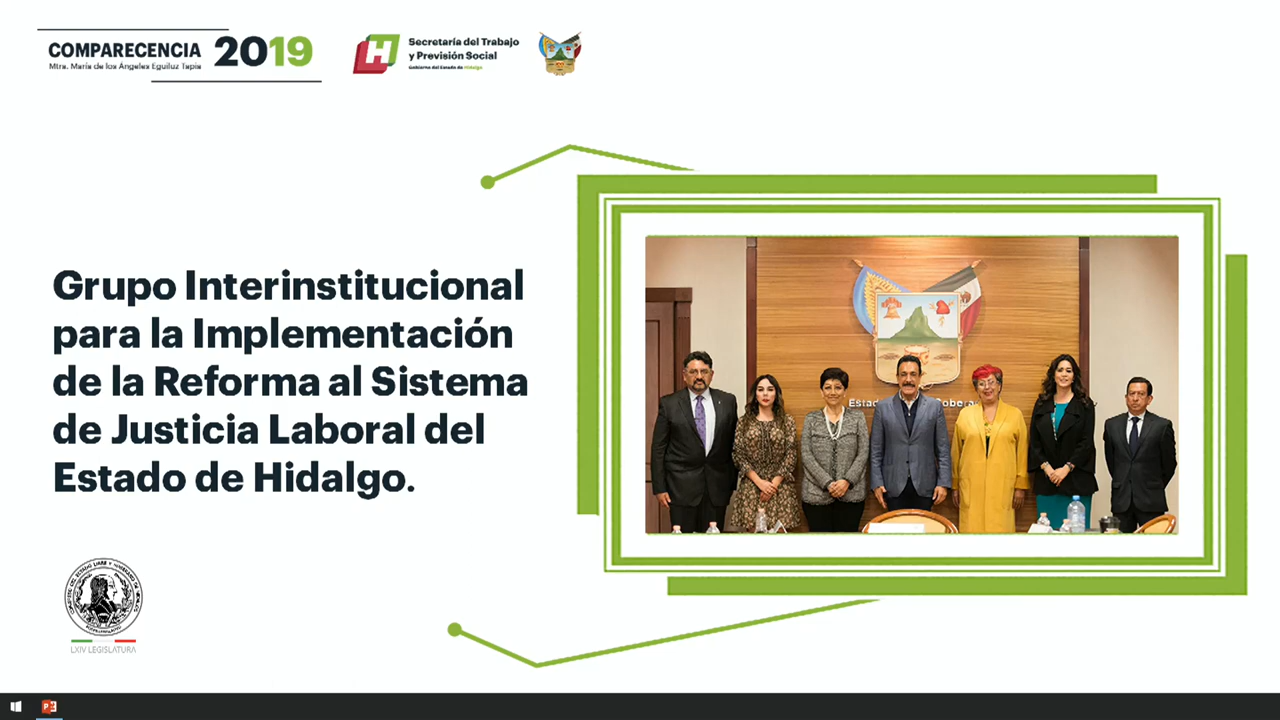 COMPARECENCIA 2019
Mtra. María de los Ángeles Eguiluz Tapia
Secretaría del Trabajo
y Previsión Social
Gobierno del Estado de Hidalgo
Grupo Interinstitucional
para la Implementación
de la Reforma al Sistema
de Justicia Laboral del
Estado de Hidalgo.
LXIV LEGISLATURA